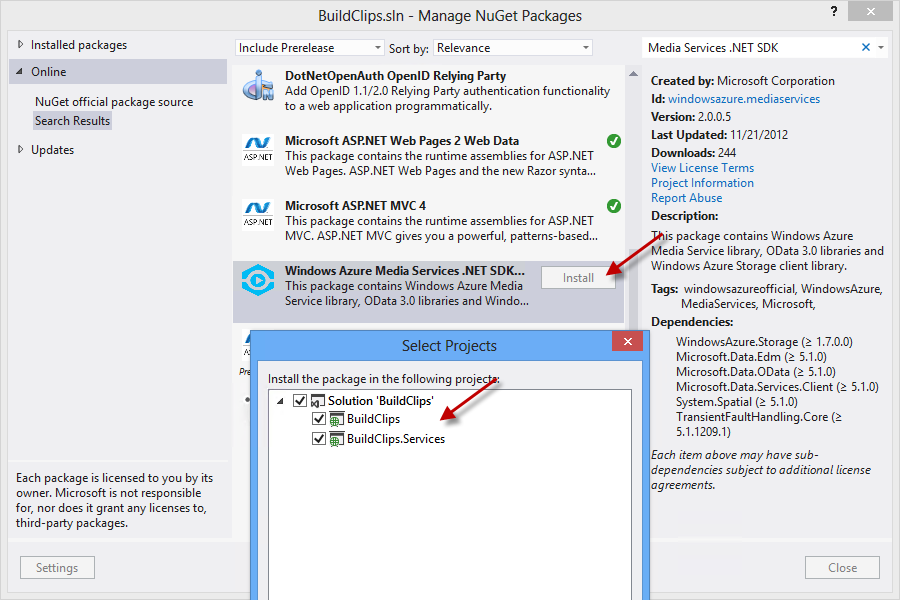 BuildClips.sln - Manage NuGet Packages
?
Installed packages
Online
NuGet official package source
Search Results
Updates
Each package is licensed to you by its
owner. Microsoft is not responsible
for, nor does it grant any licenses to,
third-party packages.
Settings
Include Prerelease
Sort by:
Relevance
DotNetOpenAuth OpenID Relying Party
Add OpenID 1.1/2.0 Relying Party authentication functionality
to a web application programmatically.
ASP.NET
Microsoft ASP.NET Web Pages 2 Web Data
This package contains the runtime assemblies for ASP.NET
Web Pages. ASP.NET Web Pages and the new Razor synta...
ASP.NET
Microsoft ASP.NET MVC 4
This package contains the runtime assemblies for ASP.NET
MVC. ASP.NET MVC gives you a powerful, patterns-based...
Windows Azure Media Services .NET SDK...
This package contains Windows Azure Media
Service library, OData 3.0 libraries and Windo...
Install
Select Projects
Install the package in the following projects:
Solution 'BuildClips'
BuildClips
BuildClips.Services
Media Services .NET SDK
Created by: Microsoft Corporation
Id: windowsazure.mediaservices
Version: 2.0.0.5
Last Updated: 11/21/2012
Downloads: 244
View License Terms
Project Information
Report Abuse
Description:
This package contains Windows Azure
Media Service library, OData 3.0 libraries and
Windows Azure Storage client library.
Tags: windowsazureofficial, WindowsAzure,
MediaServices, Microsoft,
Dependencies:
WindowsAzure.Storage (≥ 1.7.0.0)
Microsoft.Data.Edm (≥ 5.1.0)
Microsoft.Data.OData (≥ 5.1.0)
Microsoft.Data.Services.Client (≥ 5.1.0)
System.Spatial (≥ 5.1.0)
TransientFaultHandling.Core (≥
5.1.1209.1)
Each item above may have sub-
dependencies subject to additional license
agreements.
Close